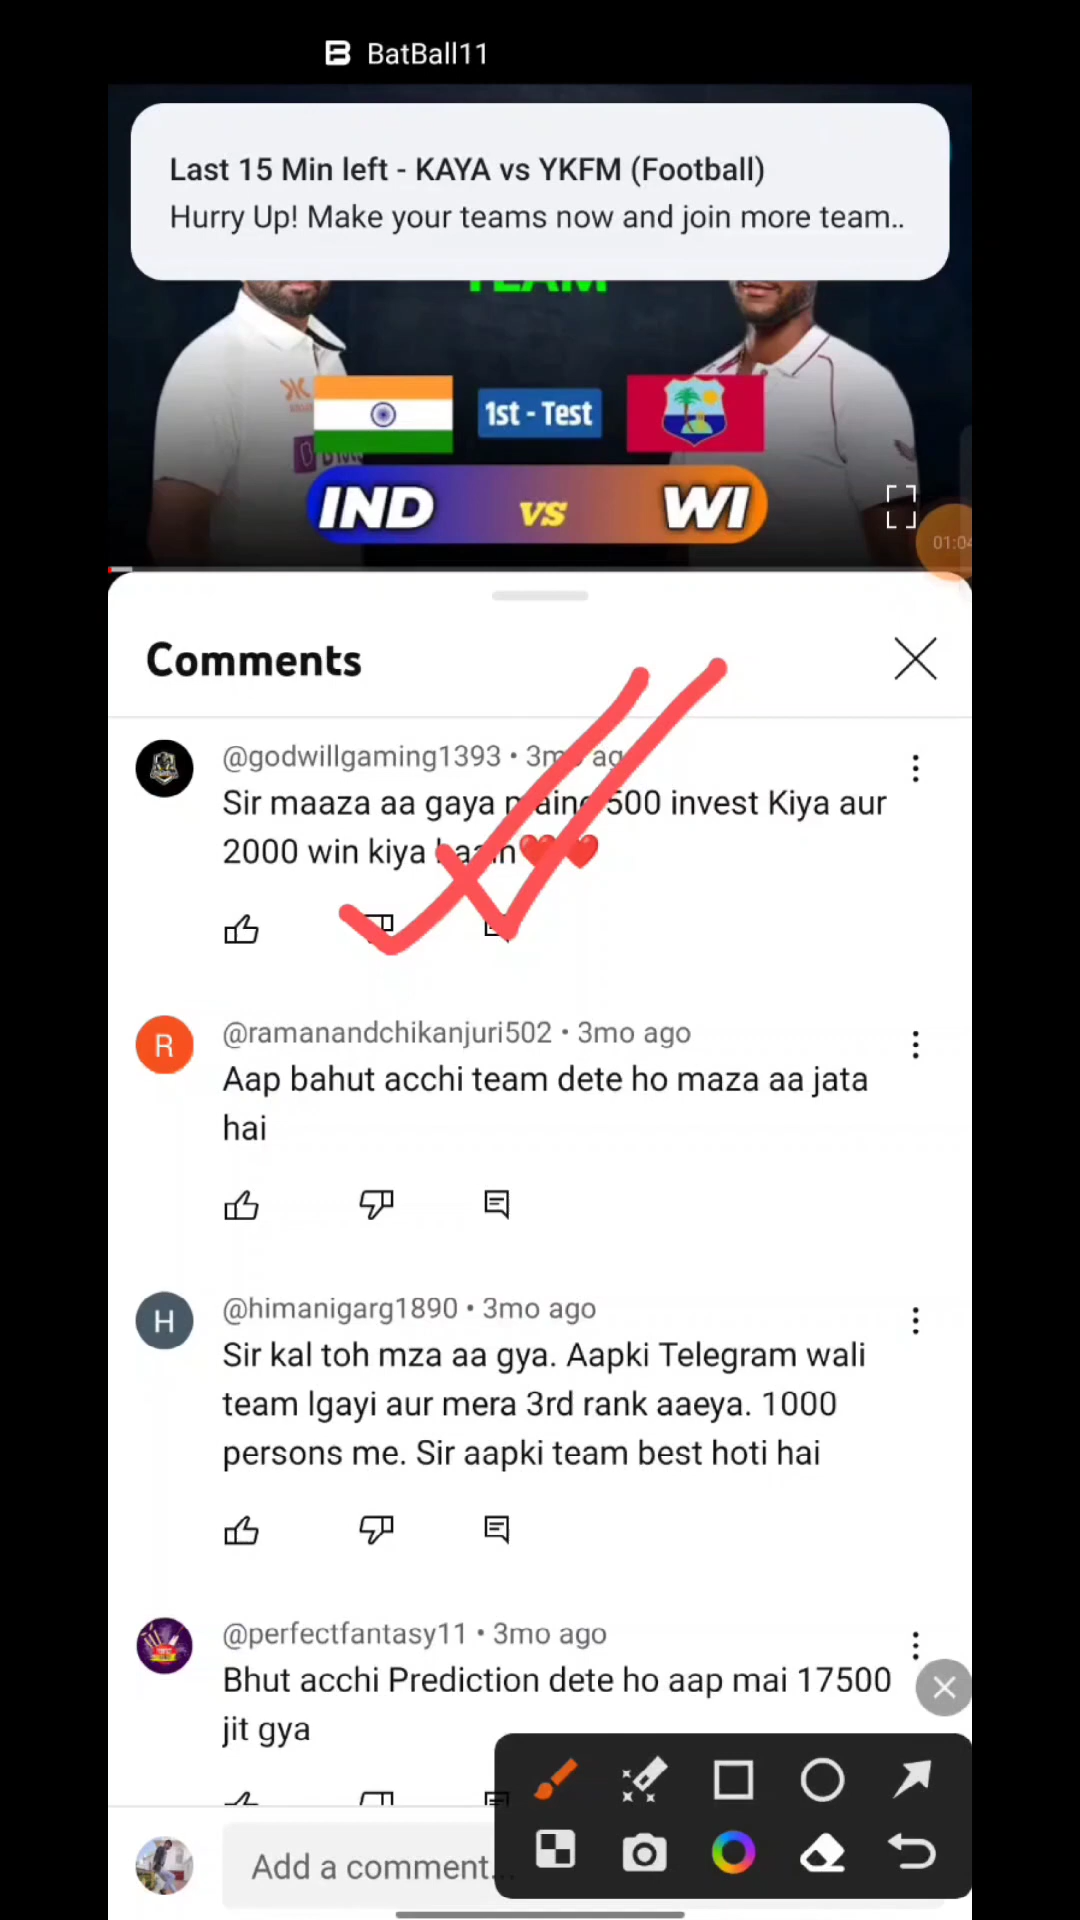 BatBall11
Last 15 Min left - KAYA vs YKFM (Football)
Hurry Up! Make your teams now and join more team..
1st - Test
IND vs WI
01:04
Comments
@godwillgaming1393 • 3mo ago
Sir maaza aa gaya maine 500 invest Kiya aur
2000 win kiya haain❤️❤️
@ramanandchikanjuri502 • 3mo ago
Aap bahut acchi team dete ho maza aa jata
hai
@himanigarg1890 • 3mo ago
Sir kal toh mza aa gya. Aapki Telegram wali
team lgayi aur mera 3rd rank aaeya. 1000
persons me. Sir aapki team best hoti hai
@perfectfantasy11 • 3mo ago
Bhut acchi Prediction dete ho aap mai 17500
jit gya
Add a comment...